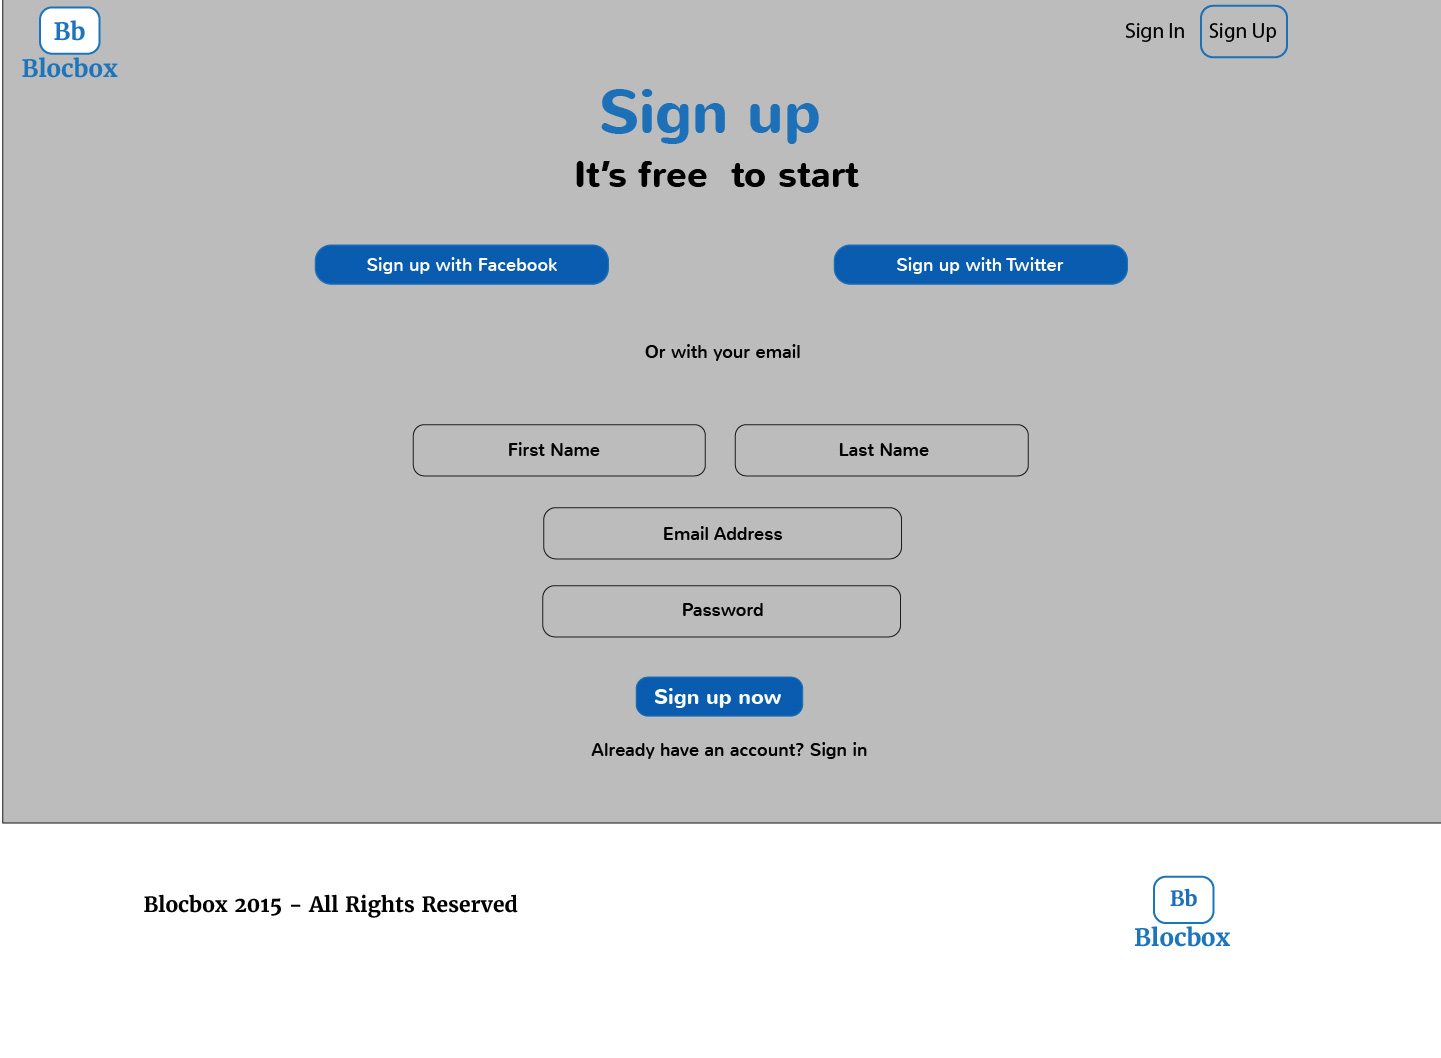 Bb
Blocbox
Sign In
Sign Up
Sign up
It's free  to start
Sign up with Facebook
Sign up with Twitter
Or with your email
First Name
Last Name
Email Address
Password
Sign up now
Already have an account? Sign in
Blocbox 2015 - All Rights Reserved
Bb
Blocbox